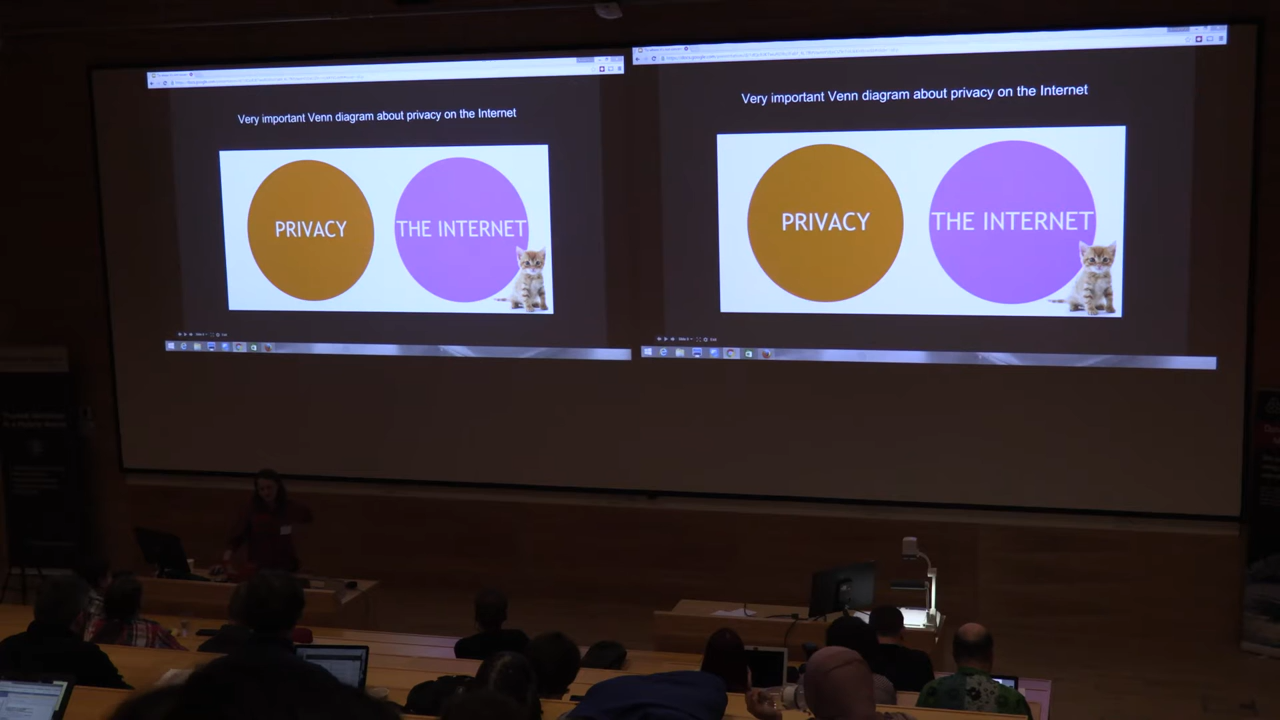 Very important Venn diagram about privacy on the Internet
PRIVACY
THE INTERNET
Very important Venn diagram about privacy on the Internet
PRIVACY
THE INTERNET